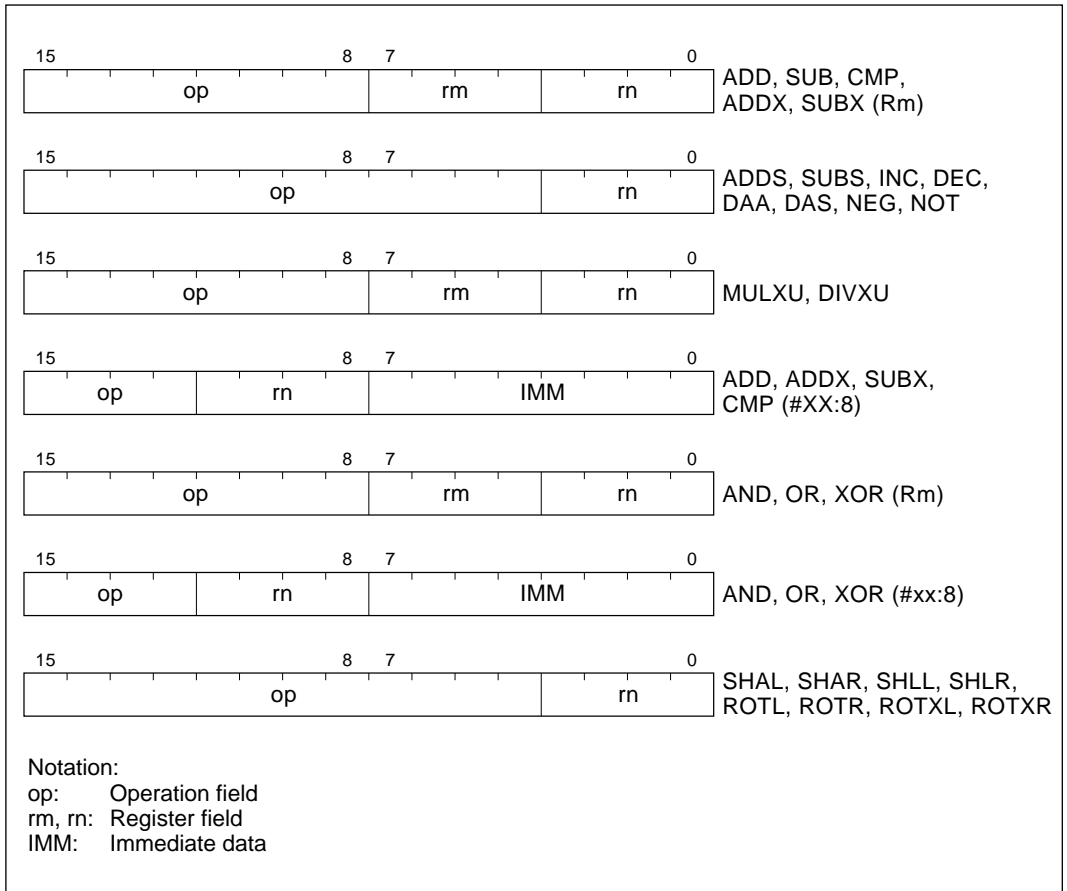 15 8 7 0
op rm rn
ADD, SUB, CMP,
ADDX, SUBX (Rm)
15 8 7 0
op rn
ADDS, SUBS, INC, DEC,
DAA, DAS, NEG, NOT
15 8 7 0
op rm rn
MULXU, DIVXU
15 8 7 0
op rn IMM
ADD, ADDX, SUBX,
CMP (#XX:8)
15 8 7 0
op rm rn
AND, OR, XOR (Rm)
15 8 7 0
op rn IMM
AND, OR, XOR (#xx:8)
15 8 7 0
op rn
SHAL, SHAR, SHLL, SHLR,
ROTL, ROTR, ROTXL, ROTXR
Notation:
op: Operation field
rm, rn: Register field
IMM: Immediate data